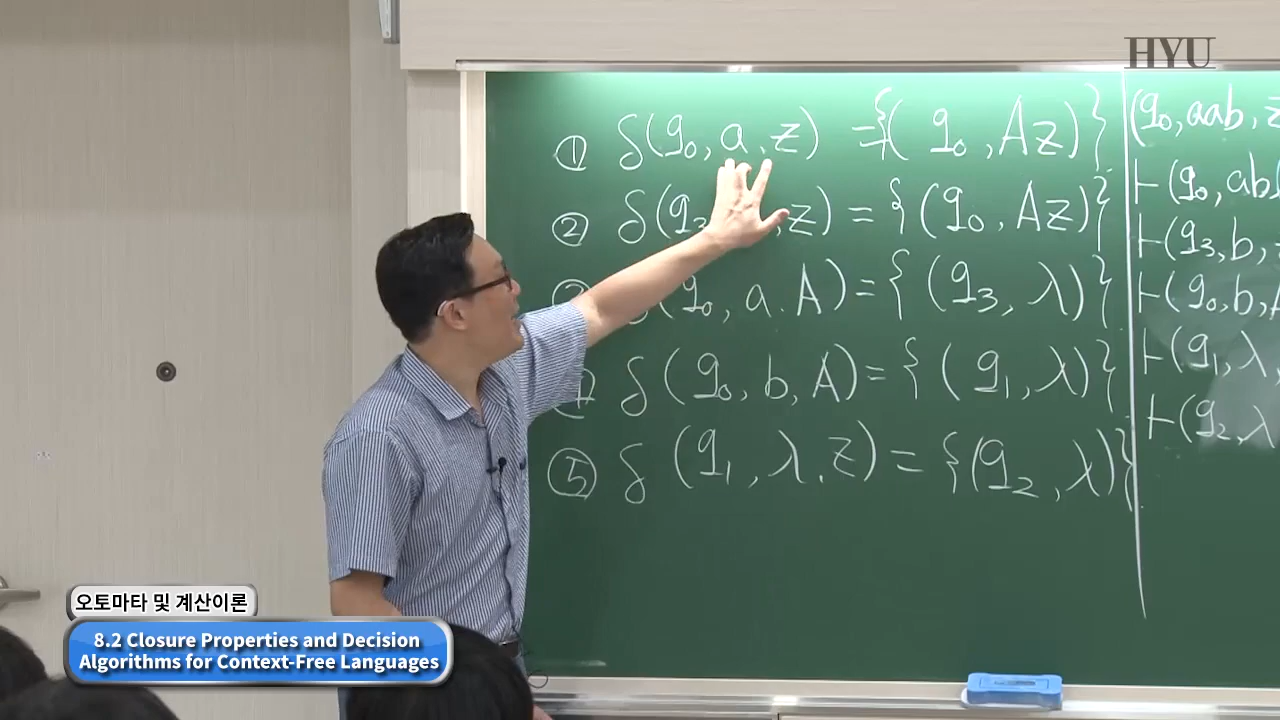 HYU
① δ(q₀, a, z) = {(q₀, Az)}
② δ(q₃, , z) = {(q₀, Az)}
(q₀, a, A) = {(q₃, λ)}
δ(q₀, b, A) = {(q₁, λ)}
⑤ δ(q₁, λ, z) = {(q₂, λ)}
(q₀, aab, z
⊢(q₀, ab
⊢(q₃, b,
⊢(q₀, b,
⊢(q₁, λ,
⊢(q₂, λ
오토마타 및 계산이론
8.2 Closure Properties and Decision
Algorithms for Context-Free Languages